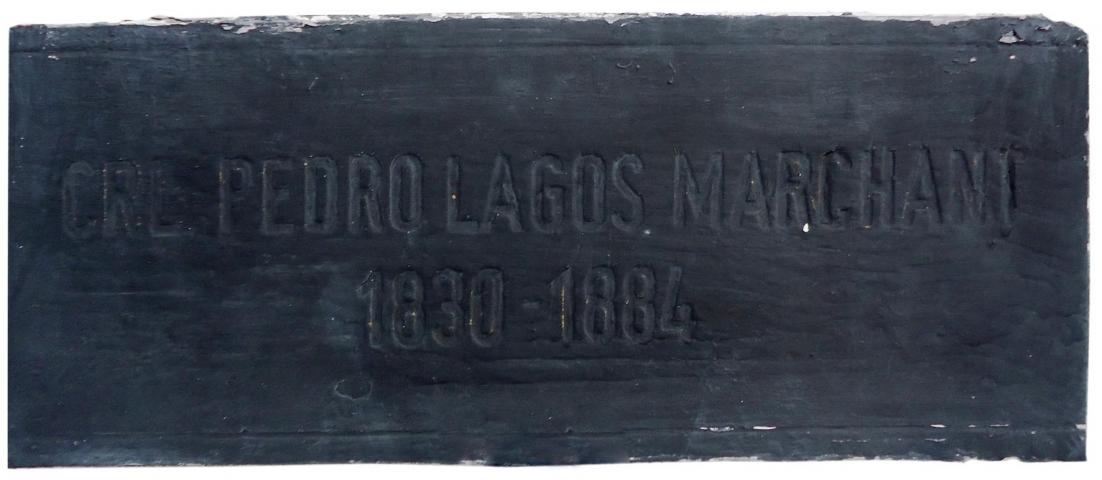 CRL PEDRO LAGOS MARCHANT
1830 - 1884